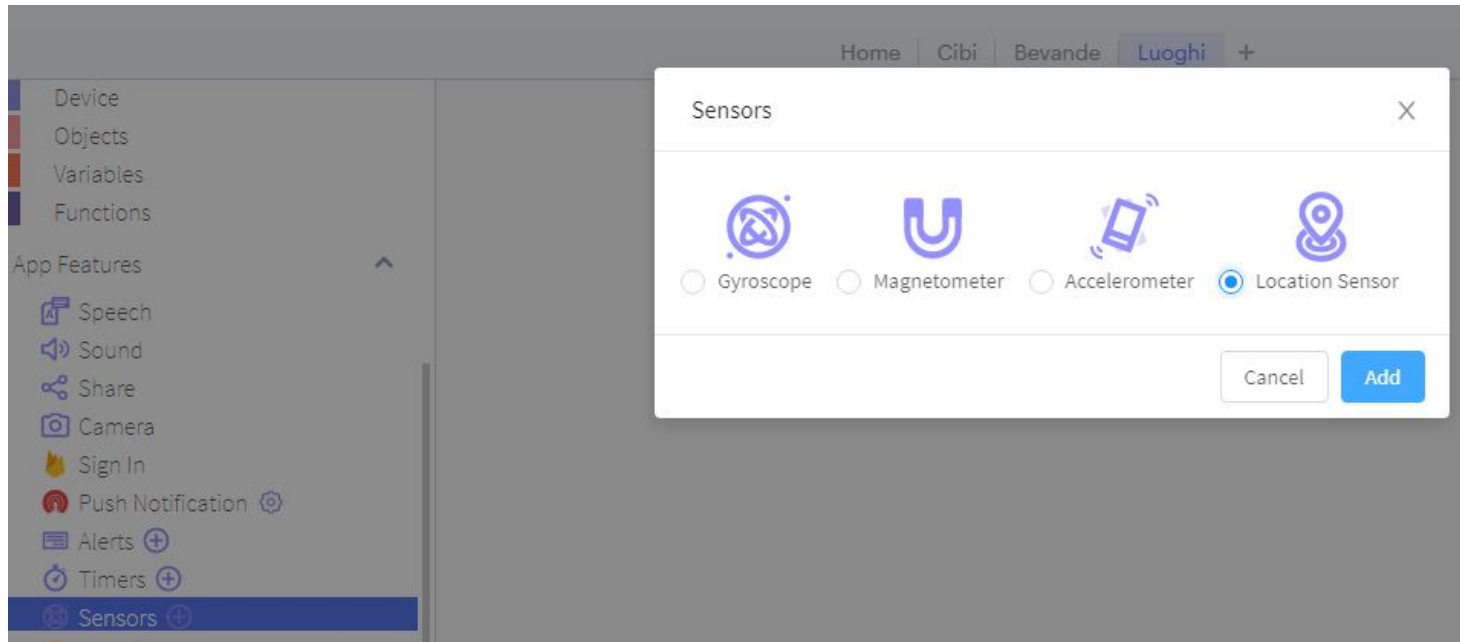 Home Cibi Bevande Luoghi +
Device
Objects
Variables
Functions
App Features
Speech
Sound
Share
Camera
Sign In
Push Notification
Alerts
Timers
Sensors
Sensors
Gyroscope Magnetometer Accelerometer Location Sensor
Cancel Add